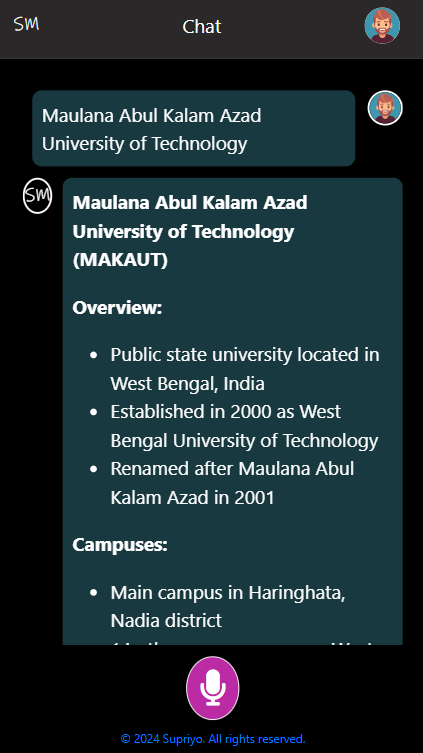 SM
Chat
Maulana Abul Kalam Azad
University of Technology
SM
Maulana Abul Kalam Azad
University of Technology
(MAKAUT)
Overview:
• Public state university located in
West Bengal, India
• Established in 2000 as West
Bengal University of Technology
• Renamed after Maulana Abul
Kalam Azad in 2001
Campuses:
• Main campus in Haringhata,
Nadia district
© 2024 Supriyo. All rights reserved.